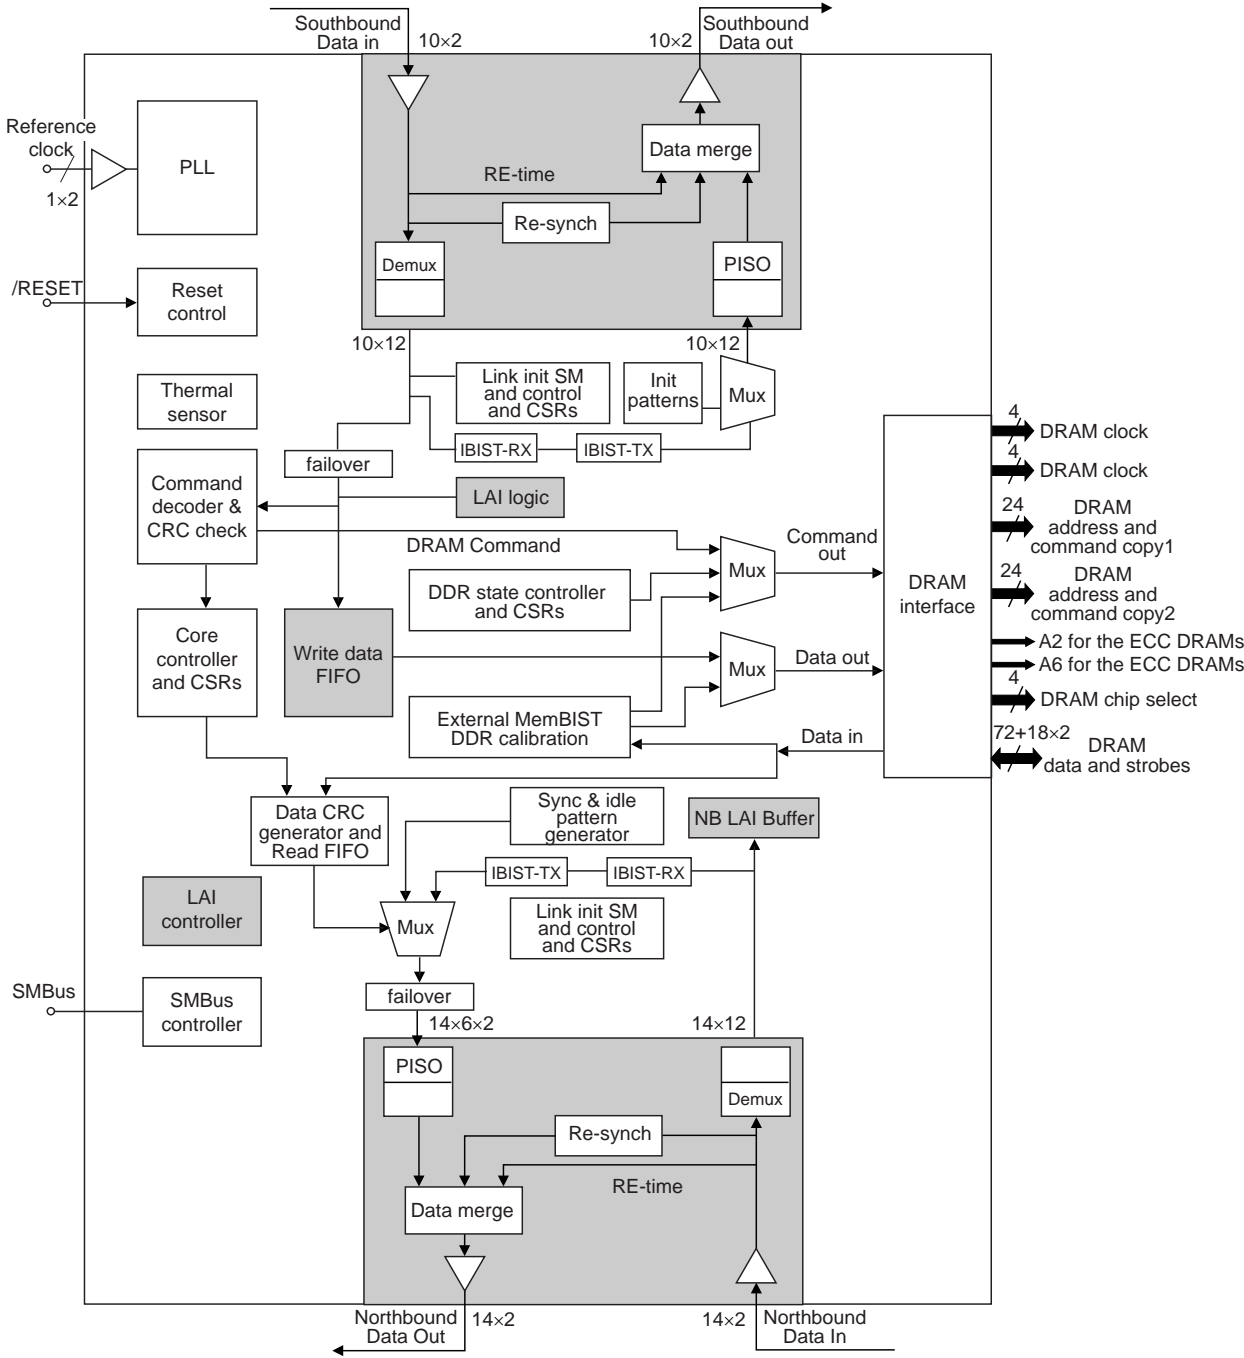 Southbound
Data in
10×2
10×2
Southbound
Data out
Reference
clock
1×2
PLL
Data merge
RE-time
Re-synch
Demux
PISO
/RESET
Reset
control
10×12
10×12
Thermal
sensor
Link init SM
and control
and CSRs
Init
patterns
Mux
IBIST-RX
IBIST-TX
failover
Command
decoder &
CRC check
LAI logic
DRAM Command
DDR state controller
and CSRs
Mux
Command
out
DRAM
interface
4
DRAM clock
4
DRAM clock
24
DRAM
address and
command copy1
24
DRAM
address and
command copy2
A2 for the ECC DRAMs
A6 for the ECC DRAMs
4
DRAM chip select
72+18×2
DRAM
data and strobes
Core
controller
and CSRs
Write data
FIFO
Mux
Data out
External MemBIST
DDR calibration
Data in
Data CRC
generator and
Read FIFO
Sync & idle
pattern
generator
NB LAI Buffer
IBIST-TX
IBIST-RX
LAI
controller
Mux
Link init SM
and control
and CSRs
SMBus
SMBus
controller
failover
14×6×2
14×12
PISO
Demux
Re-synch
RE-time
Data merge
Northbound
Data Out
14×2
14×2
Northbound
Data In